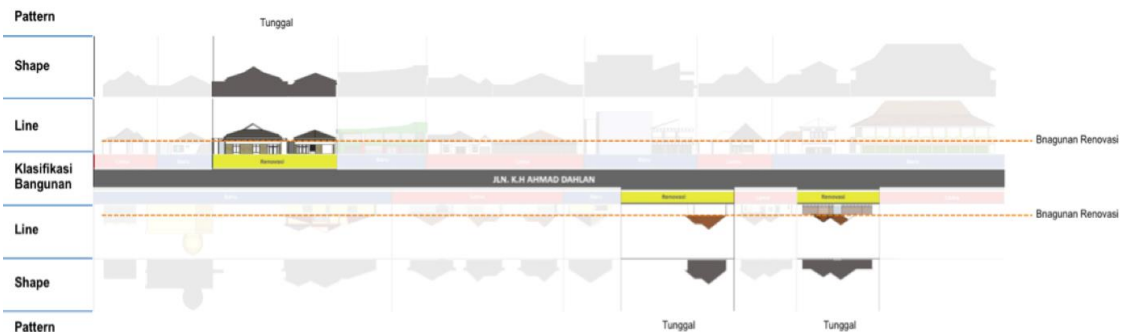 Pattern
Tunggal
Shape
Line
Bnagunan Renovasi
Klasifikasi
Bangunan
Renovasi
JLN. K.H AHMAD DAHLAN
Renovasi
Renovasi
Line
Bnagunan Renovasi
Shape
Pattern
Tunggal
Tunggal